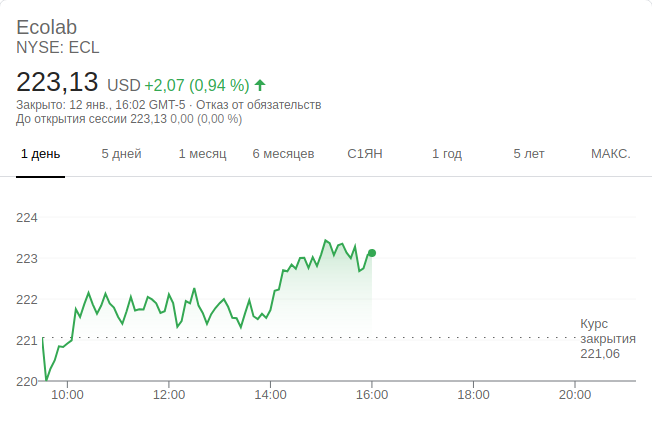 Ecolab
NYSE: ECL
223,13 USD +2,07 (0,94 %)
Закрыто: 12 янв., 16:02 GMT-5 · Отказ от обязательств
До открытия сессии 223,13 0,00 (0,00 %)
1 день 5 дней 1 месяц 6 месяцев С1ЯН 1 год 5 лет МАКС.
224
223
222
221
220
Курс
закрытия
221,06
10:00 12:00 14:00 16:00 18:00 20:00